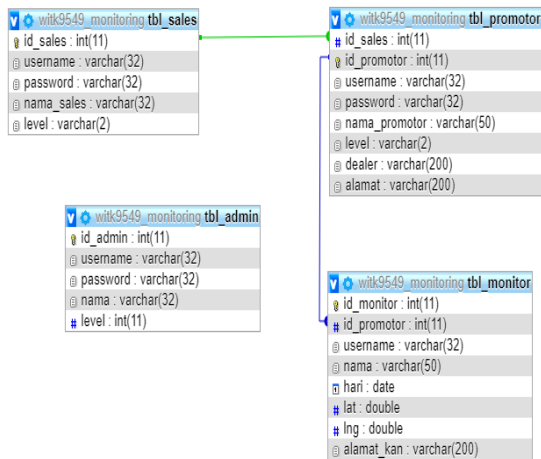 witk9549_monitoring tbl_sales
id_sales : int(11)
username : varchar(32)
password : varchar(32)
nama_sales : varchar(32)
level : varchar(2)
witk9549_monitoring tbl_promotor
id_sales : int(11)
id_promotor : int(11)
username : varchar(32)
password : varchar(32)
nama_promotor : varchar(50)
level : varchar(2)
dealer : varchar(200)
alamat : varchar(200)
witk9549_monitoring tbl_admin
id_admin : int(11)
username : varchar(32)
password : varchar(32)
nama : varchar(32)
level : int(11)
witk9549_monitoring tbl_monitor
id_monitor : int(11)
id_promotor : int(11)
username : varchar(32)
nama : varchar(50)
hari : date
lat : double
lng : double
alamat_kan : varchar(200)